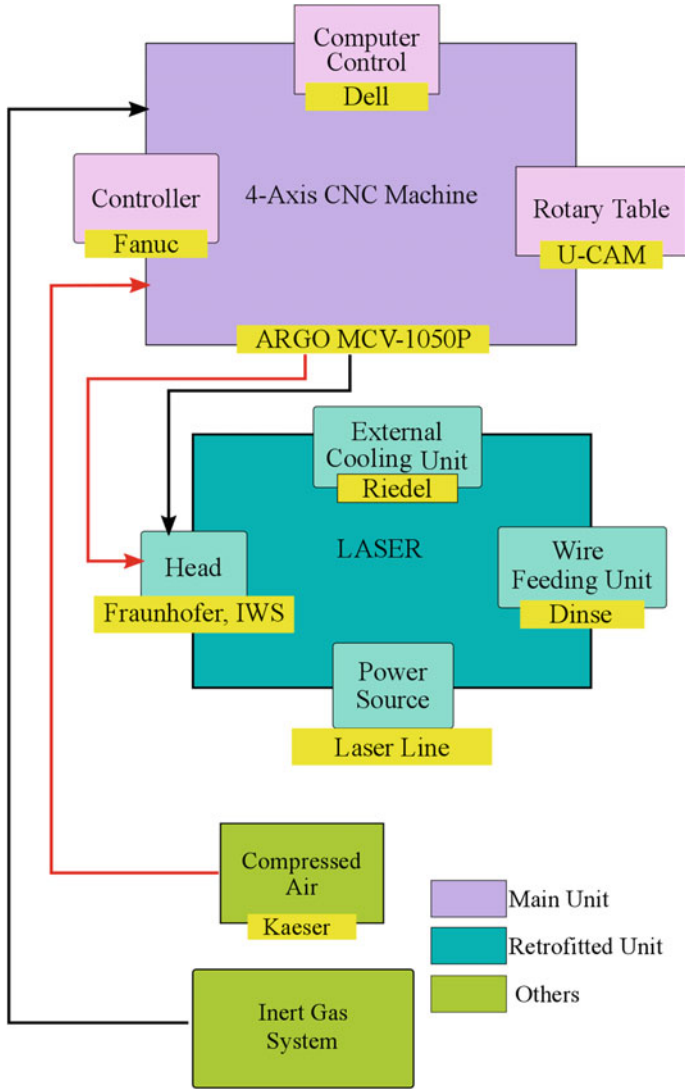 Computer
Control
Dell
Controller
Fanuc
4-Axis CNC Machine
Rotary Table
U-CAM
ARGO MCV-1050P
External
Cooling Unit
Riedel
LASER
Head
Fraunhofer, IWS
Wire
Feeding Unit
Dinse
Power
Source
Laser Line
Compressed
Air
Kaeser
Inert Gas
System
Main Unit
Retrofitted Unit
Others